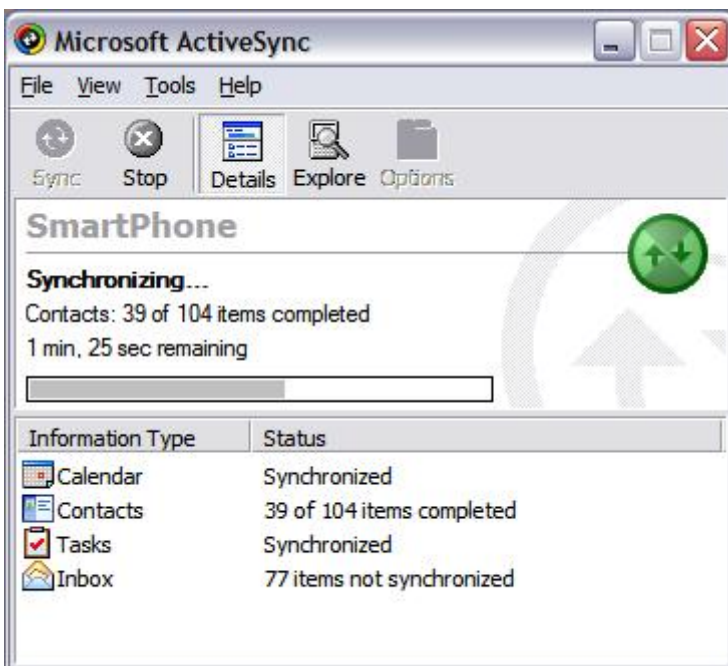 Microsoft ActiveSync
File View Tools Help
Sync Stop Details Explore Options
SmartPhone
Synchronizing...
Contacts: 39 of 104 items completed
1 min, 25 sec remaining
Information Type Status
Calendar Synchronized
Contacts 39 of 104 items completed
Tasks Synchronized
Inbox 77 items not synchronized